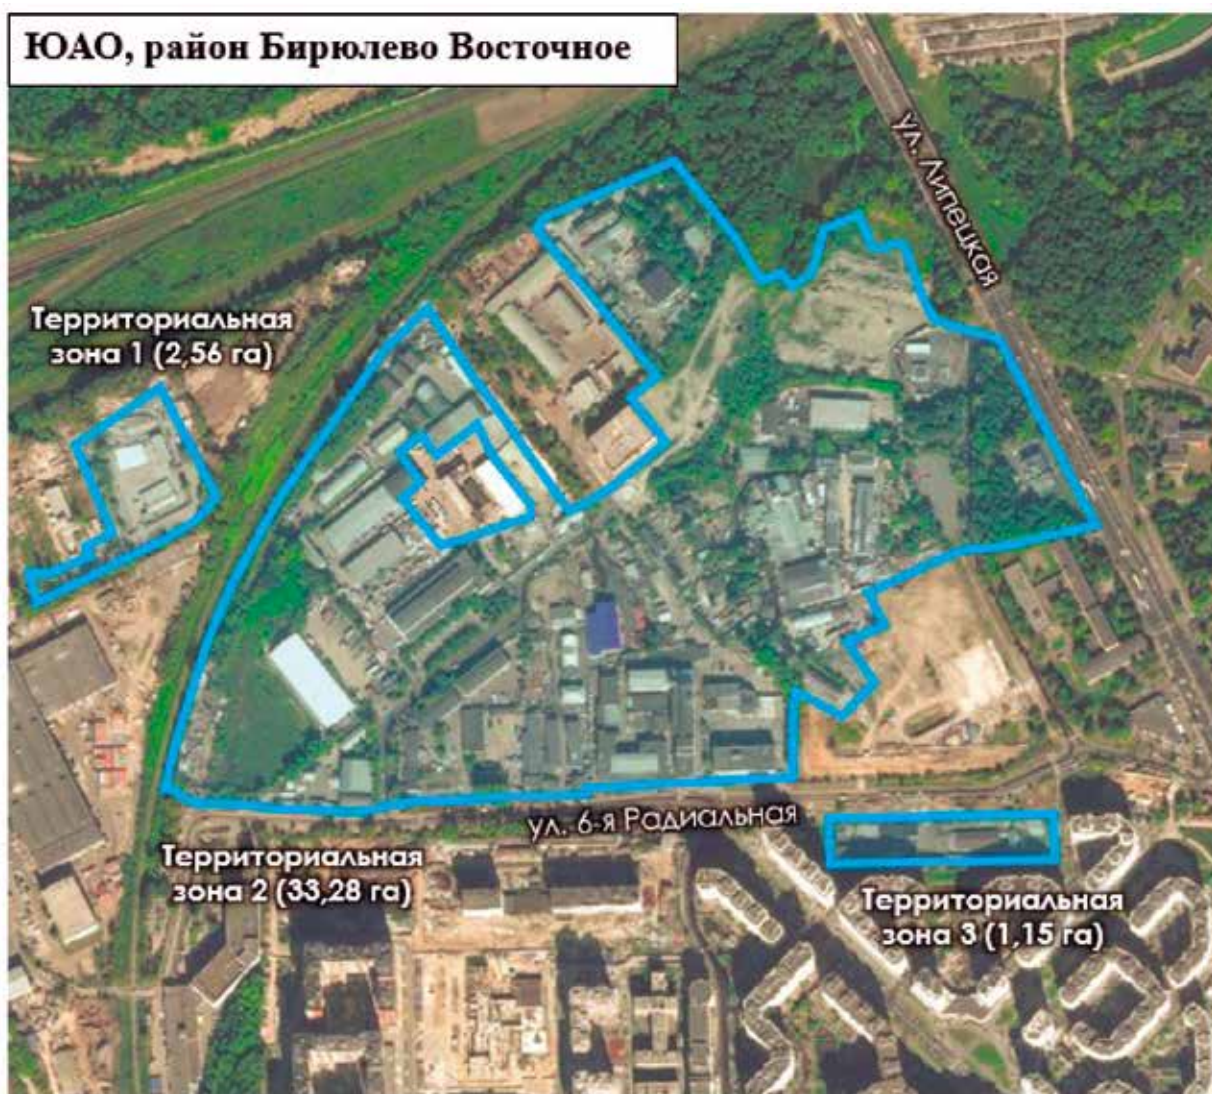 ЮАО, район Бирюлево Восточное
ул. Липецкая
Территориальная
зона 1 (2,56 га)
ул. 6-я Радиальная
Территориальная
зона 2 (33,28 га)
Территориальная
зона 3 (1,15 га)